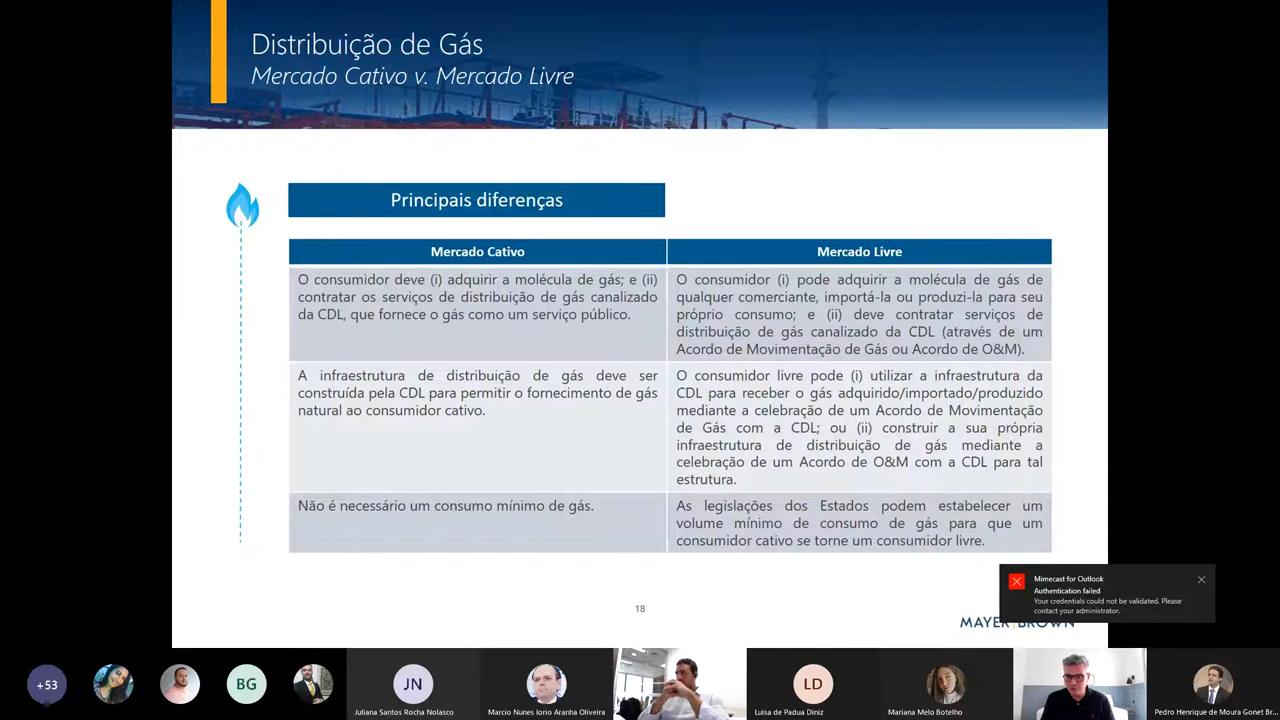 Distribuição de Gás
Mercado Cativo v. Mercado Livre
Principais diferenças
Mercado Cativo
Mercado Livre
O consumidor deve (i) adquirir a molécula de gás; e (ii)
contratar os serviços de distribuição de gás canalizado
da CDL, que fornece o gás como um serviço público.
O consumidor (i) pode adquirir a molécula de gás de
qualquer comerciante, importá-la ou produzi-la para seu
próprio consumo; e (ii) deve contratar serviços de
distribuição de gás canalizado da CDL (através de um
Acordo de Movimentação de Gás ou Acordo de O&M).
A infraestrutura de distribuição de gás deve ser
construída pela CDL para permitir o fornecimento de gás
natural ao consumidor cativo.
O consumidor livre pode (i) utilizar a infraestrutura da
CDL para receber o gás adquirido/importado/produzido
mediante a celebração de um Acordo de Movimentação
de Gás com a CDL; ou (ii) construir a sua própria
infraestrutura de distribuição de gás mediante a
celebração de um Acordo de O&M com a CDL para tal
estrutura.
Não é necessário um consumo mínimo de gás.
As legislações dos Estados podem estabelecer um
volume mínimo de consumo de gás para que um
consumidor cativo se torne um consumidor livre.
Mimecast for Outlook
Authentication failed
Your credentials could not be validated. Please
contact your administrator.
18
MAYER BROWN
+53
BG
JN
LD
Juliana Santos Rocha Nolasco
Marcio Nunes Iorio Aranha Oliveira
Luisa de Padua Diniz
Mariana Melo Botelho
Pedro Henrique de Moura Gonet Br...